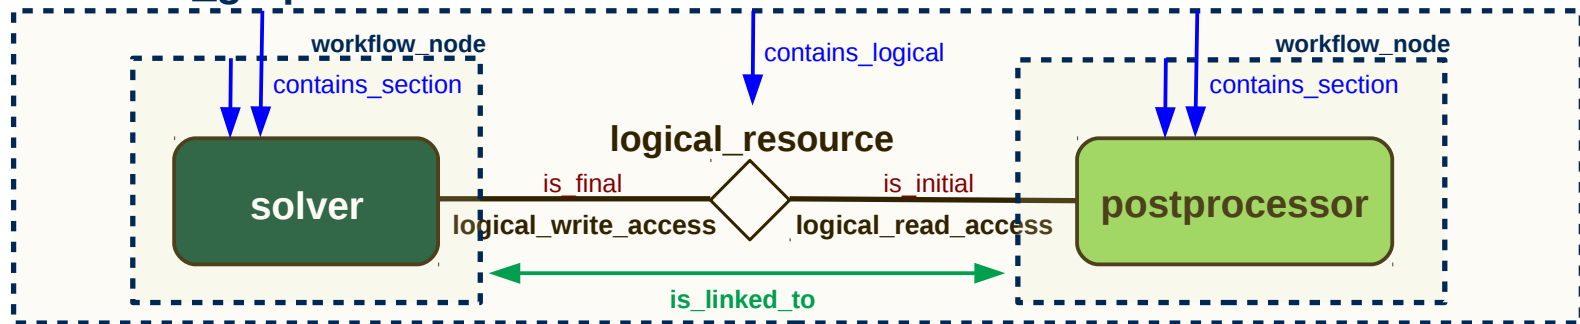 workflow_node
workflow_node
contains_logical
contains_section
contains_section
logical_resource
is_final
is_initial
solver
postprocessor
logical_write_access
logical_read_access
is_linked_to